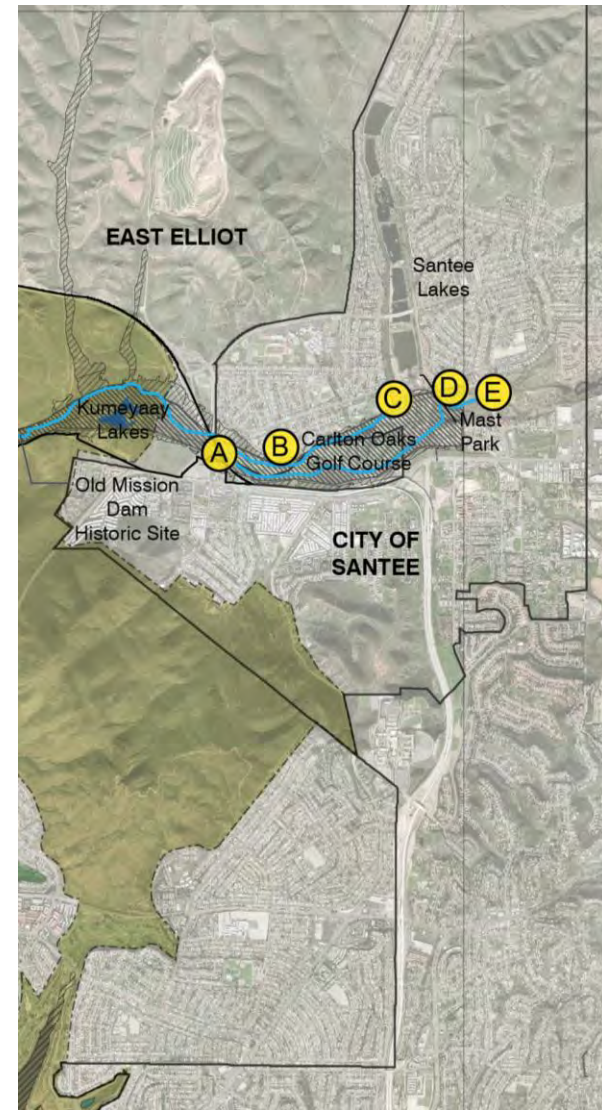 EAST ELLIOT
Santee
Lakes
Kumeyaay
Lakes
A
B
C
D
E
Carlton Oaks
Golf Course
Mast
Park
Old Mission
Dam
Historic Site
CITY OF
SANTEE